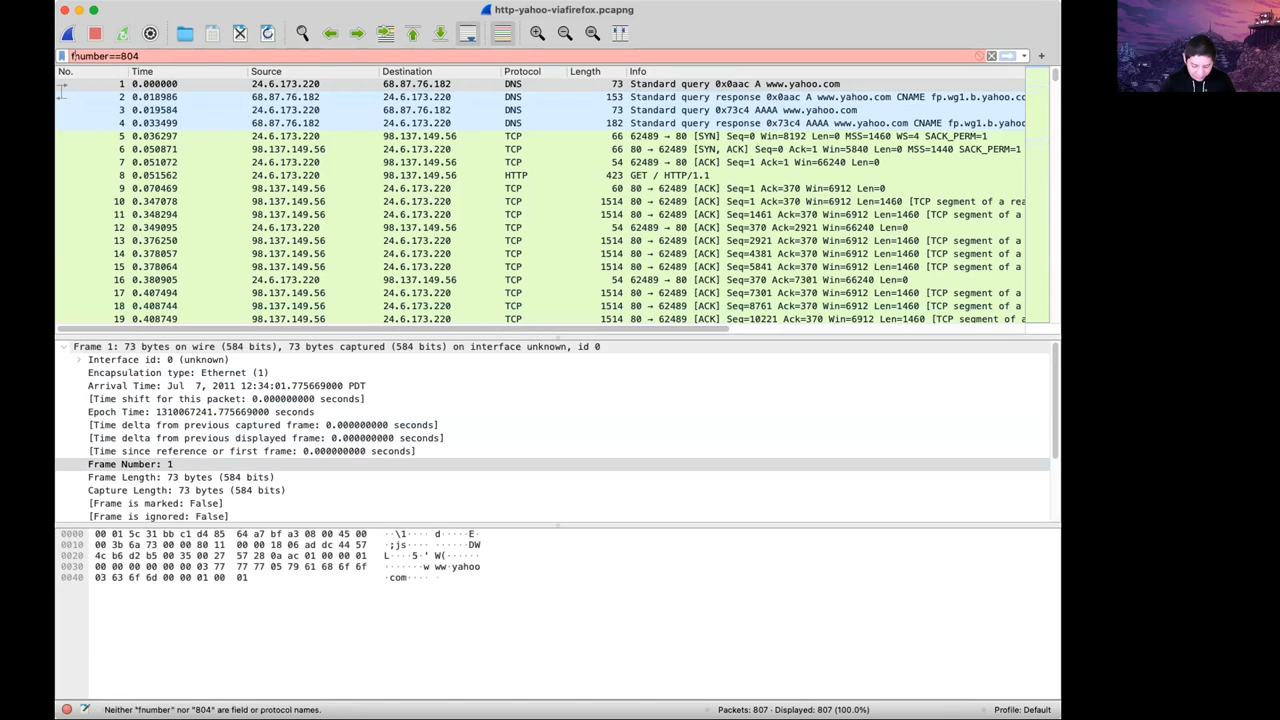 http-yahoo-viafirefox.pcapng
fnumber==804
No. Time Source Destination Protocol Length Info
1 0.000000 24.6.173.220 68.87.76.182 DNS 73 Standard query 0x0aac A www.yahoo.com
2 0.018986 68.87.76.182 24.6.173.220 DNS 153 Standard query response 0x0aac A www.yahoo.com CNAME fp.wg1.b.yahoo.co
3 0.019584 24.6.173.220 68.87.76.182 DNS 73 Standard query 0x73c4 AAAA www.yahoo.com
4 0.033499 68.87.76.182 24.6.173.220 DNS 182 Standard query response 0x73c4 AAAA www.yahoo.com CNAME fp.wg1.b.yahoo
5 0.036297 24.6.173.220 98.137.149.56 TCP 66 62489 → 80 [SYN] Seq=0 Win=8192 Len=0 MSS=1460 WS=4 SACK_PERM=1
6 0.050871 98.137.149.56 24.6.173.220 TCP 66 80 → 62489 [SYN, ACK] Seq=0 Ack=1 Win=5840 Len=0 MSS=1440 SACK_PERM=1
7 0.051072 24.6.173.220 98.137.149.56 TCP 54 62489 → 80 [ACK] Seq=1 Ack=1 Win=66240 Len=0
8 0.051562 24.6.173.220 98.137.149.56 HTTP 423 GET / HTTP/1.1
9 0.070469 98.137.149.56 24.6.173.220 TCP 60 80 → 62489 [ACK] Seq=1 Ack=370 Win=6912 Len=0
10 0.347078 98.137.149.56 24.6.173.220 TCP 1514 80 → 62489 [ACK] Seq=1 Ack=370 Win=6912 Len=1460 [TCP segment of a rea
11 0.348294 98.137.149.56 24.6.173.220 TCP 1514 80 → 62489 [ACK] Seq=1461 Ack=370 Win=6912 Len=1460 [TCP segment of a
12 0.349095 24.6.173.220 98.137.149.56 TCP 54 62489 → 80 [ACK] Seq=370 Ack=2921 Win=66240 Len=0
13 0.376250 98.137.149.56 24.6.173.220 TCP 1514 80 → 62489 [ACK] Seq=2921 Ack=370 Win=6912 Len=1460 [TCP segment of a
14 0.378057 98.137.149.56 24.6.173.220 TCP 1514 80 → 62489 [ACK] Seq=4381 Ack=370 Win=6912 Len=1460 [TCP segment of a
15 0.378064 98.137.149.56 24.6.173.220 TCP 1514 80 → 62489 [ACK] Seq=5841 Ack=370 Win=6912 Len=1460 [TCP segment of a
16 0.380905 24.6.173.220 98.137.149.56 TCP 54 62489 → 80 [ACK] Seq=370 Ack=7301 Win=66240 Len=0
17 0.407494 98.137.149.56 24.6.173.220 TCP 1514 80 → 62489 [ACK] Seq=7301 Ack=370 Win=6912 Len=1460 [TCP segment of a
18 0.408744 98.137.149.56 24.6.173.220 TCP 1514 80 → 62489 [ACK] Seq=8761 Ack=370 Win=6912 Len=1460 [TCP segment of a
19 0.408749 98.137.149.56 24.6.173.220 TCP 1514 80 → 62489 [ACK] Seq=10221 Ack=370 Win=6912 Len=1460 [TCP segment of
Frame 1: 73 bytes on wire (584 bits), 73 bytes captured (584 bits) on interface unknown, id 0
Interface id: 0 (unknown)
Encapsulation type: Ethernet (1)
Arrival Time: Jul 7, 2011 12:34:01.775669000 PDT
[Time shift for this packet: 0.000000000 seconds]
Epoch Time: 1310067241.775669000 seconds
[Time delta from previous captured frame: 0.000000000 seconds]
[Time delta from previous displayed frame: 0.000000000 seconds]
[Time since reference or first frame: 0.000000000 seconds]
Frame Number: 1
Frame Length: 73 bytes (584 bits)
Capture Length: 73 bytes (584 bits)
[Frame is marked: False]
[Frame is ignored: False]
0000 00 01 5c 31 bb c1 d4 85 64 a7 bf a3 08 00 45 00 ··\1····d·····E·
0010 00 3b 6a 73 00 00 80 11 00 00 18 06 ad dc 44 57 ·;js··········DW
0020 4c b6 d2 b5 00 35 00 27 57 28 0a ac 01 00 00 01 L····5·'W(······
0030 00 00 00 00 00 00 03 77 77 77 05 79 61 68 6f 6f ·······www·yahoo
0040 03 63 6f 6d 00 00 01 00 01 ·com·····
Neither "fnumber" nor "804" are field or protocol names. Packets: 807 · Displayed: 807 (100.0%) Profile: Default